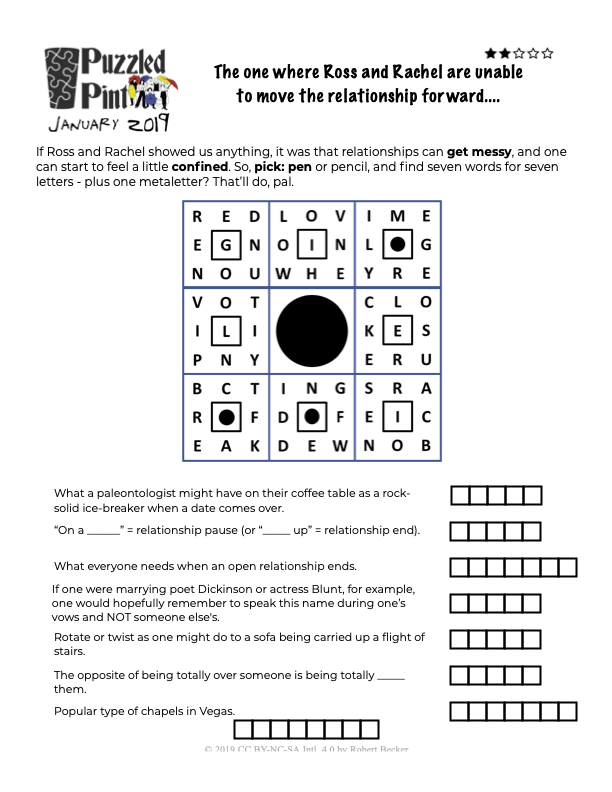 Puzzled
Pint
JANUARY 2019
The one where Ross and Rachel are unable
to move the relationship forward....
If Ross and Rachel showed us anything, it was that relationships can get messy, and one
can start to feel a little confined. So, pick: pen or pencil, and find seven words for seven
letters - plus one metaletter? That'll do, pal.
R E D L O V I M E
E G N O I N L G
N O U W H E Y R E
V O T C L O
I L I K E S
P N Y E R U
B C T I N G S R A
R F D F E I C
E A K D E W N O B
What a paleontologist might have on their coffee table as a rock-
solid ice-breaker when a date comes over.
“On a ______” = relationship pause (or “_____ up” = relationship end).
What everyone needs when an open relationship ends.
If one were marrying poet Dickinson or actress Blunt, for example,
one would hopefully remember to speak this name during one's
vows and NOT someone else's.
Rotate or twist as one might do to a sofa being carried up a flight of
stairs.
The opposite of being totally over someone is being totally _____
them.
Popular type of chapels in Vegas.
© 2019 CC BY-NC-SA Intl. 4.0 by Robert Becker